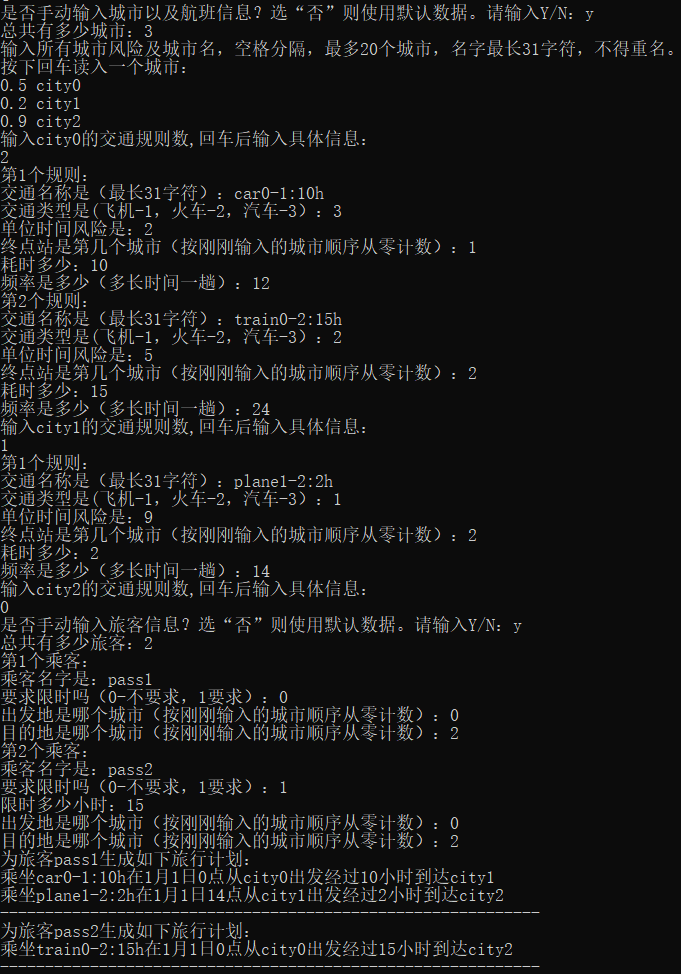 是否手动输入城市以及航班信息？选“否”则使用默认数据。请输入Y/N：y
总共有多少城市：3
输入所有城市风险及城市名，空格分隔，最多20个城市，名字最长31字符，不得重名。
按下回车读入一个城市：
0.5 city0
0.2 city1
0.9 city2
输入city0的交通规则数,回车后输入具体信息：
2
第1个规则：
交通名称是（最长31字符）：car0-1:10h
交通类型是(飞机-1，火车-2，汽车-3）：3
单位时间风险是：2
终点站是第几个城市（按刚刚输入的城市顺序从零计数）：1
耗时多少：10
频率是多少（多长时间一趟）：12
第2个规则：
交通名称是（最长31字符）：train0-2:15h
交通类型是(飞机-1，火车-2，汽车-3）：2
单位时间风险是：5
终点站是第几个城市（按刚刚输入的城市顺序从零计数）：2
耗时多少：15
频率是多少（多长时间一趟）：24
输入city1的交通规则数,回车后输入具体信息：
1
第1个规则：
交通名称是（最长31字符）：plane1-2:2h
交通类型是(飞机-1，火车-2，汽车-3）：1
单位时间风险是：9
终点站是第几个城市（按刚刚输入的城市顺序从零计数）：2
耗时多少：2
频率是多少（多长时间一趟）：14
输入city2的交通规则数,回车后输入具体信息：
0
是否手动输入旅客信息？选“否”则使用默认数据。请输入Y/N：y
总共有多少旅客：2
第1个乘客：
乘客名字是：pass1
要求限时吗（0-不要求，1要求）：0
出发地是哪个城市（按刚刚输入的城市顺序从零计数）：0
目的地是哪个城市（按刚刚输入的城市顺序从零计数）：2
第2个乘客：
乘客名字是：pass2
要求限时吗（0-不要求，1要求）：1
限时多少小时：15
出发地是哪个城市（按刚刚输入的城市顺序从零计数）：0
目的地是哪个城市（按刚刚输入的城市顺序从零计数）：2
为旅客pass1生成如下旅行计划：
乘坐car0-1:10h在1月1日0点从city0出发经过10小时到达city1
乘坐plane1-2:2h在1月1日14点从city1出发经过2小时到达city2
------------------------------------------------------------
为旅客pass2生成如下旅行计划：
乘坐train0-2:15h在1月1日0点从city0出发经过15小时到达city2
------------------------------------------------------------